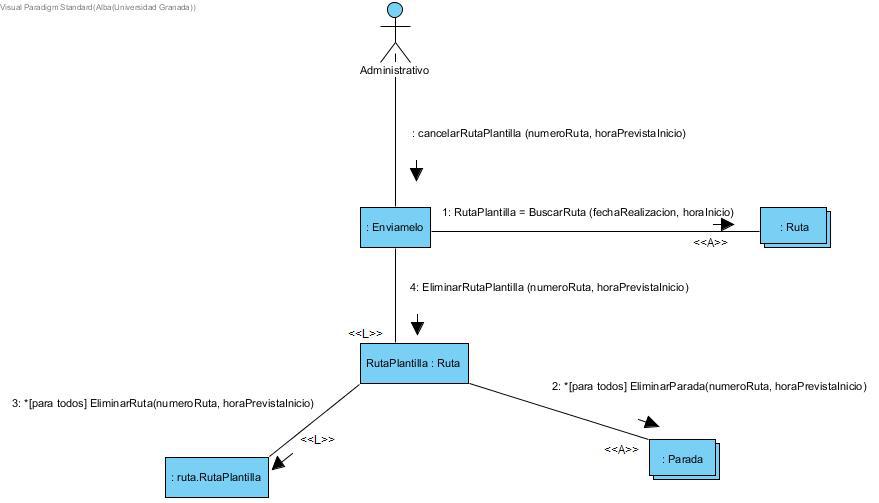 Visual Paradigm Standard(Alba(Universidad Granada))
Administrativo
: cancelarRutaPlantilla (numeroRuta, horaPrevistaInicio)
1: RutaPlantilla = BuscarRuta (fechaRealizacion, horaInicio)
: Enviamelo
: Ruta
<<A>>
4: EliminarRutaPlantilla (numeroRuta, horaPrevistaInicio)
<<L>>
RutaPlantilla : Ruta
2: *[para todos] EliminarParada(numeroRuta, horaPrevistaInicio)
3: *[para todos] EliminarRuta(numeroRuta, horaPrevistaInicio)
<<L>>
<<A>>
: Parada
: ruta.RutaPlantilla